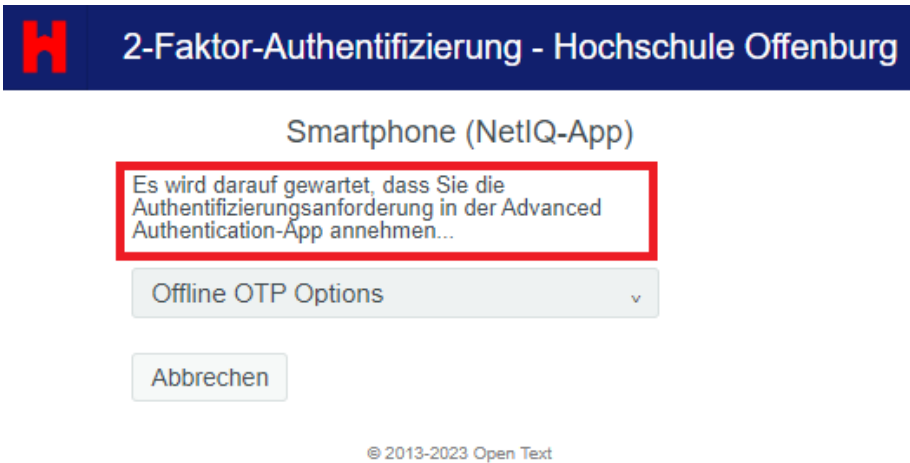 2-Faktor-Authentifizierung - Hochschule Offenburg
Smartphone (NetIQ-App)
Es wird darauf gewartet, dass Sie die
Authentifizierungsanforderung in der Advanced
Authentication-App annehmen...
Offline OTP Options
Abbrechen
© 2013-2023 Open Text